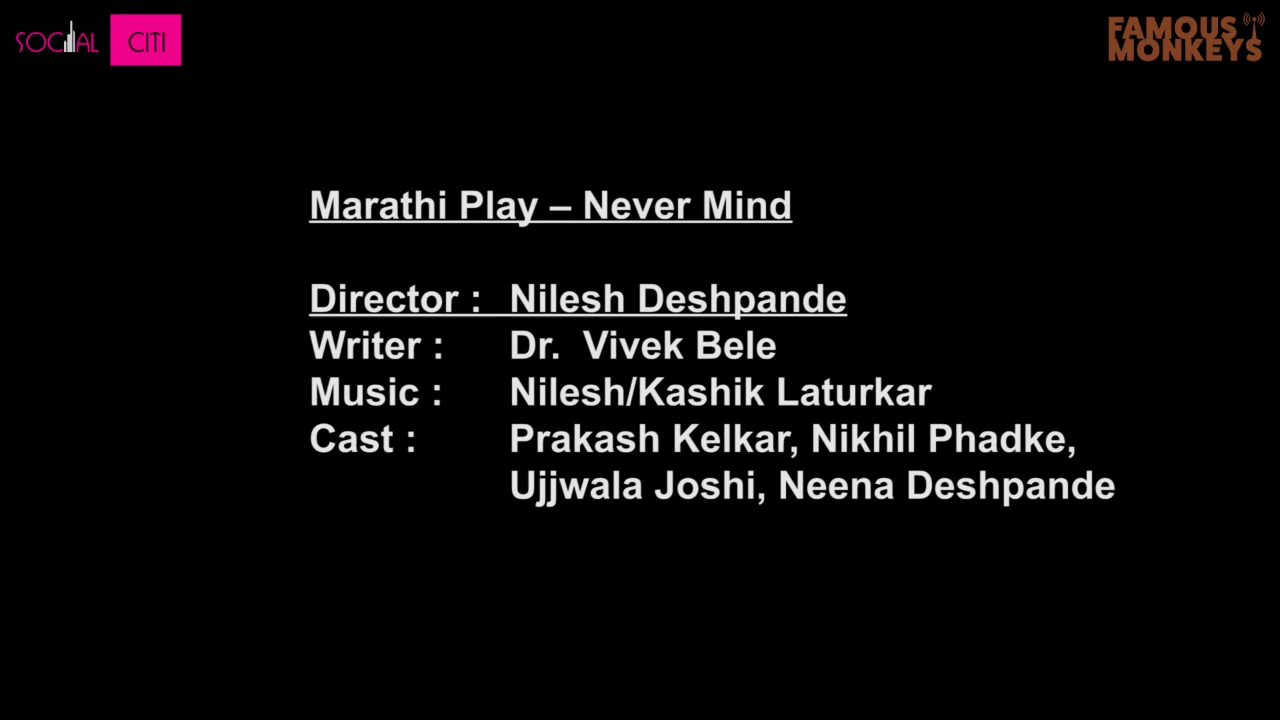 SOCIAL CITI
FAMOUS
MONKEYS
Marathi Play – Never Mind
Director : Nilesh Deshpande
Writer : Dr. Vivek Bele
Music : Nilesh/Kashik Laturkar
Cast : Prakash Kelkar, Nikhil Phadke,
Ujjwala Joshi, Neena Deshpande